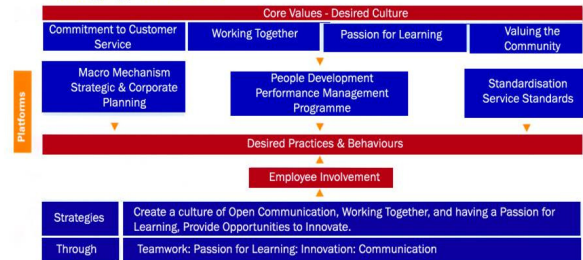 Core Values - Desired Culture
Commitment to Customer
Service
Working Together
Passion for Learning
Valuing the
Community
Platforms
Macro Mechanism
Strategic & Corporate
Planning
People Development
Performance Management
Programme
Standardisation
Service Standards
Desired Practices & Behaviours
Employee Involvement
Strategies
Create a culture of Open Communication, Working Together, and having a Passion for
Learning, Provide Opportunities to Innovate.
Through
Teamwork: Passion for Learning: Innovation: Communication